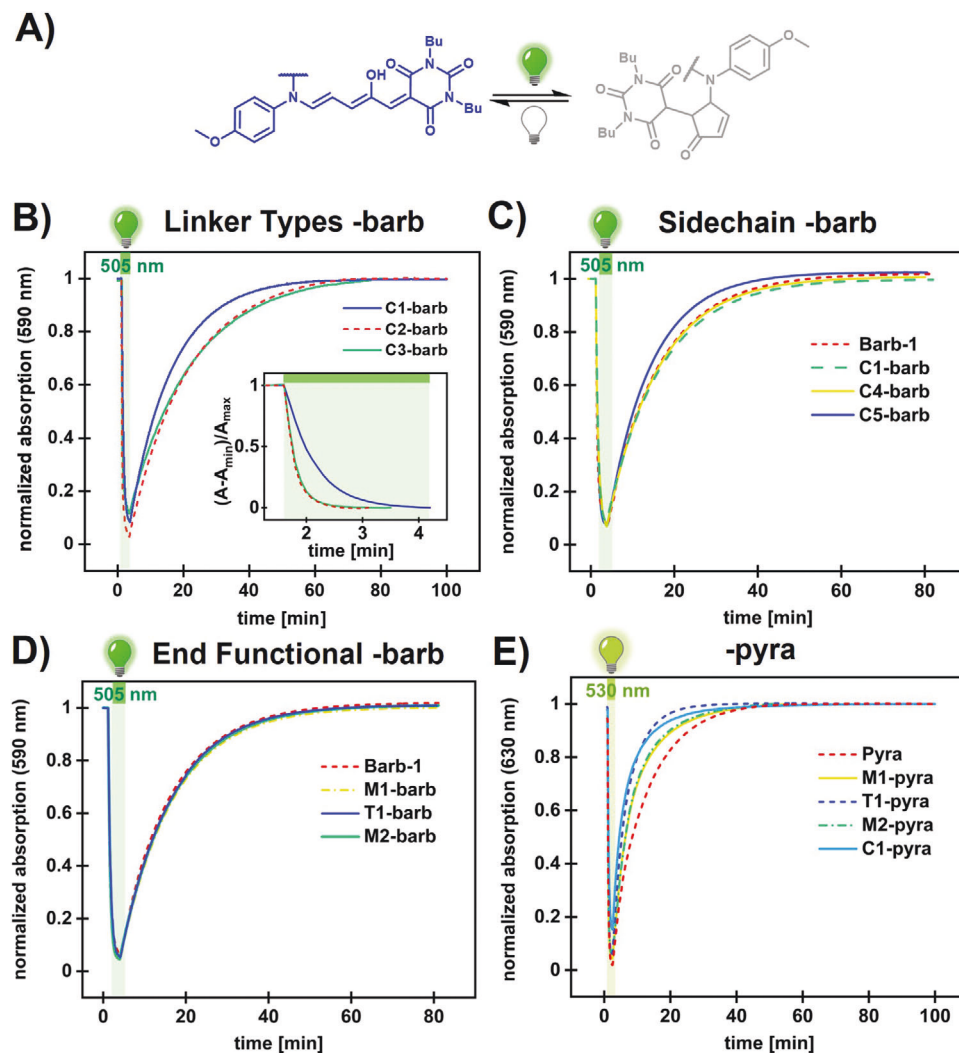 A)
Bu
N
O
OH
O
N
O
N
Bu
O
Bu
N
O
O
N
O
Bu
O
N
O
B)
Linker Types -barb
505 nm
normalized absorption (590 nm)
1
0.8
0.6
0.4
0.2
0
C1-barb
C2-barb
C3-barb
(A-Amin)/Amax
1
0.5
0
2 3 4
time [min]
0 20 40 60 80 100
time [min]
C)
Sidechain -barb
505 nm
normalized absorption (590 nm)
1
0.8
0.6
0.4
0.2
0
Barb-1
C1-barb
C4-barb
C5-barb
0 20 40 60 80
time [min]
D)
End Functional -barb
505 nm
normalized absorption (590 nm)
1
0.8
0.6
0.4
0.2
0
Barb-1
M1-barb
T1-barb
M2-barb
0 20 40 60 80
time [min]
E)
-pyra
530 nm
normalized absorption (630 nm)
1
0.8
0.6
0.4
0.2
0
Pyra
M1-pyra
T1-pyra
M2-pyra
C1-pyra
0 20 40 60 80 100
time [min]